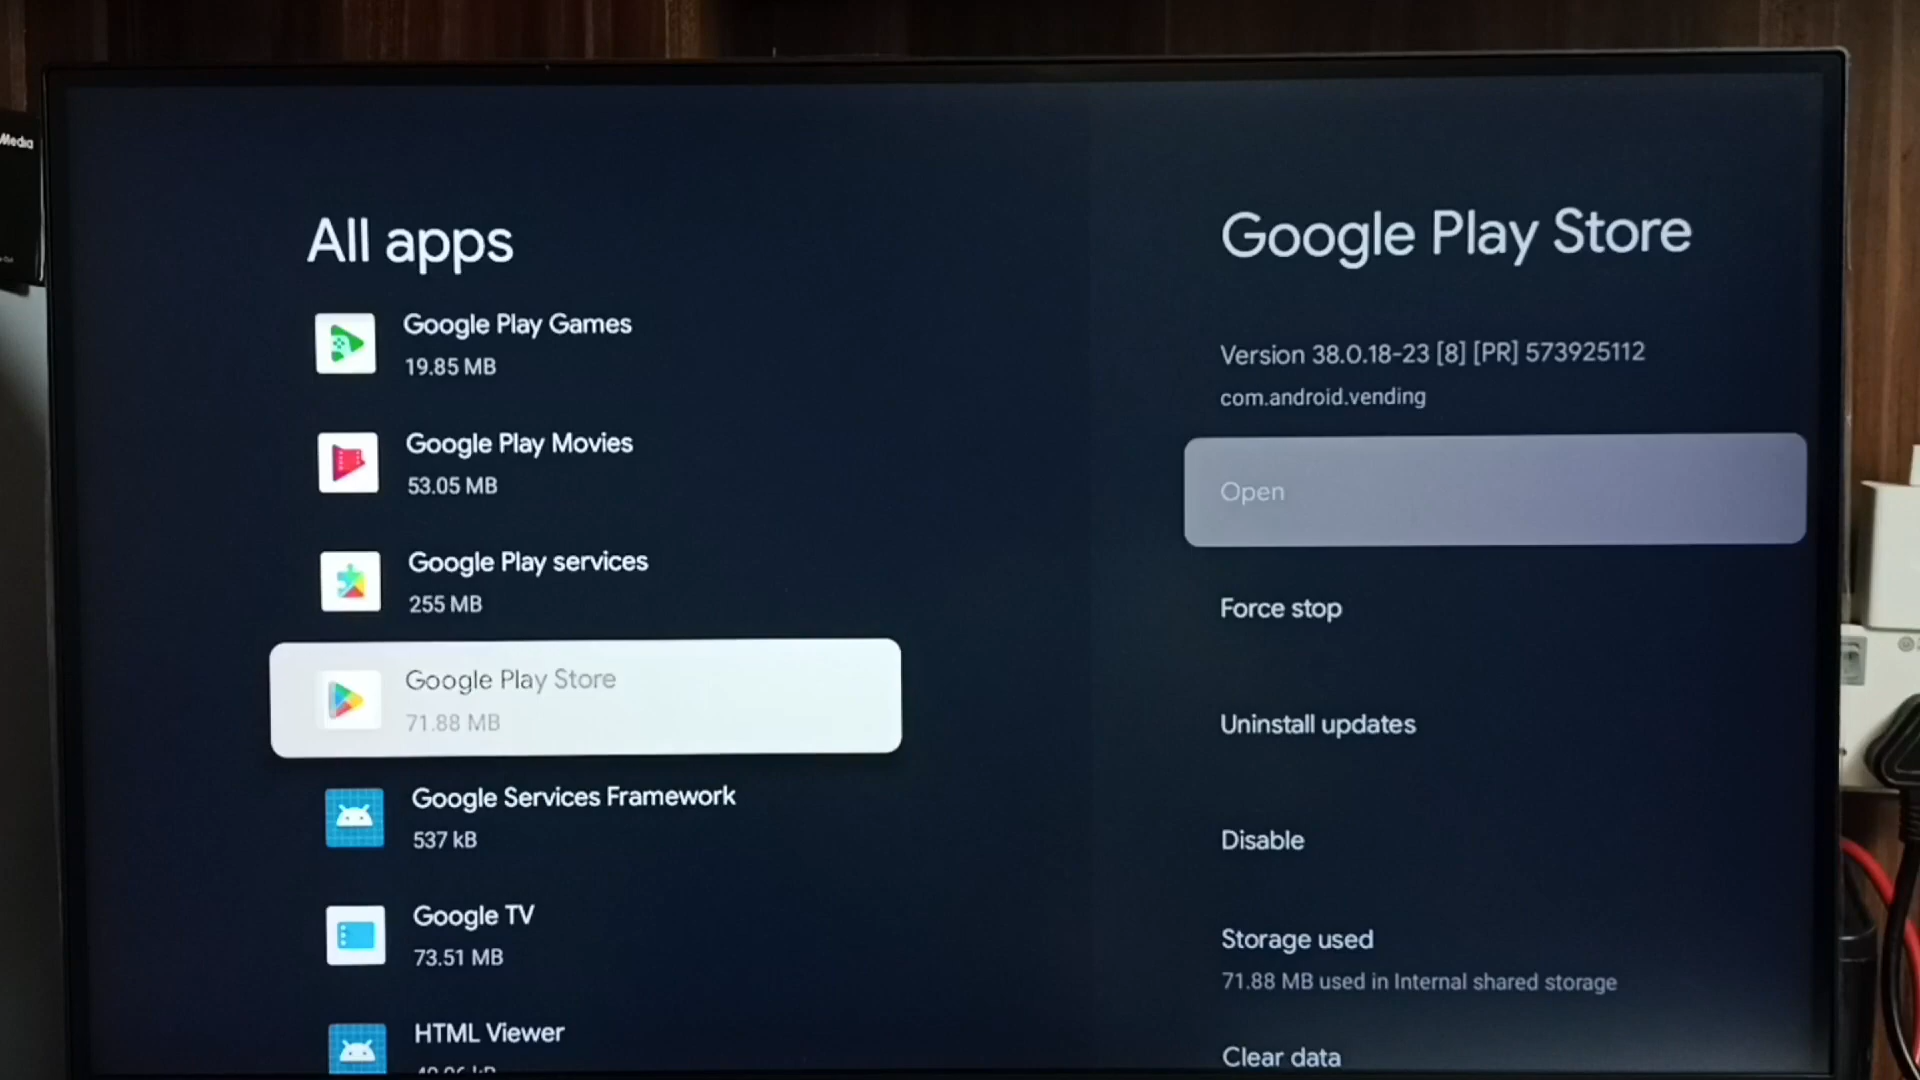 Media
All apps
Google Play Games
19.85 MB
Google Play Movies
53.05 MB
Google Play services
255 MB
Google Play Store
71.88 MB
Google Services Framework
537 kB
Google TV
73.51 MB
HTML Viewer
Google Play Store
Version 38.0.18-23 [8] [PR] 573925112
com.android.vending
Open
Force stop
Uninstall updates
Disable
Storage used
71.88 MB used in Internal shared storage
Clear data